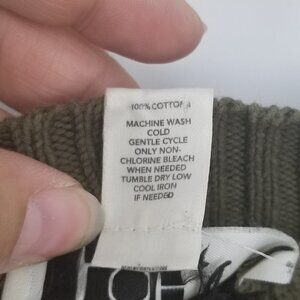 100% COTTON
MACHINE WASH
COLD
GENTLE CYCLE
ONLY NON-
CHLORINE BLEACH
WHEN NEEDED
TUMBLE DRY LOW
COOL IRON
IF NEEDED